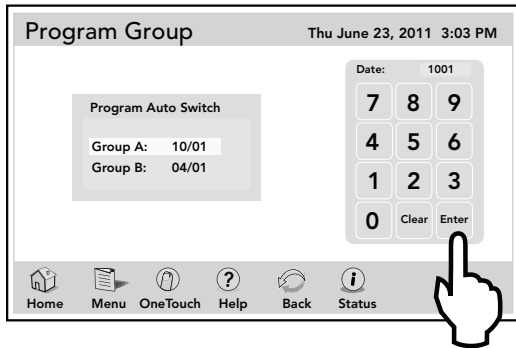 Program Group
Thu June 23, 2011 3:03 PM
Date: 1001
Program Auto Switch
Group A: 10/01
Group B: 04/01
7 8 9
4 5 6
1 2 3
0 Clear Enter
Home Menu OneTouch Help Back Status